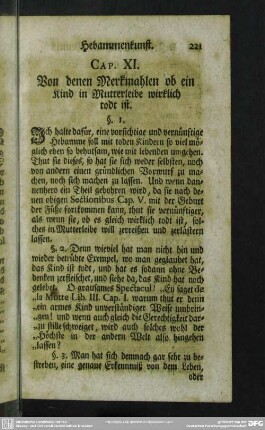 Hebammenkunst. 221
CAP. XI.
Von denen Merkmahlen ob ein
Kind in Mutterleibe wirklich
todt ist.
§. 1.
Ich halte dafür, eine vorsichtige und vernünftige
Hebamme soll mit todten Kindern so viel mög-
lich eben so behutsam, wie mit lebenden umgehen.
Thut sie dieses, so hat sie sich weder selbsten, noch
von andern einen gründlichen Vorwurf zu ma-
chen, noch sich machen zu lassen. Und wenn dan-
nenhero ein Theil gebohren wird, da sie nach de-
nen obigen Sectionibus Cap. V. mit der Geburt
der Füsse fortkommen kann, thut sie vernünftiger,
als wenn sie, ob es gleich wirklich todt ist, sol-
ches in Mutterleibe will zerreissen und zerlästern
lassen.
§. 2. Denn wieviel hat man nicht hin und
wieder betrübte Exempel, wo man geglaubet hat,
das Kind ist todt, und hat es sodann ohne Be-
denken zerfleischet, und siehe da, das Kind hat noch
gelebet. O grausames Spectacul! „Ey saget de
„la Motte Lib. III. Cap. I. warum thut er denn
„ein armes Kind unverständiger Weise umbrin-
„gen! und wenn auch gleich die Gerechtigkeit dar-
„zu stille schweiget, wird auch solches wohl der
„Höchste in der andern Welt also hingehen
„lassen?
§. 3. Man hat sich demnach gar sehr zu be-
streben, eine genaue Erkenntniß von dem Leben,
oder